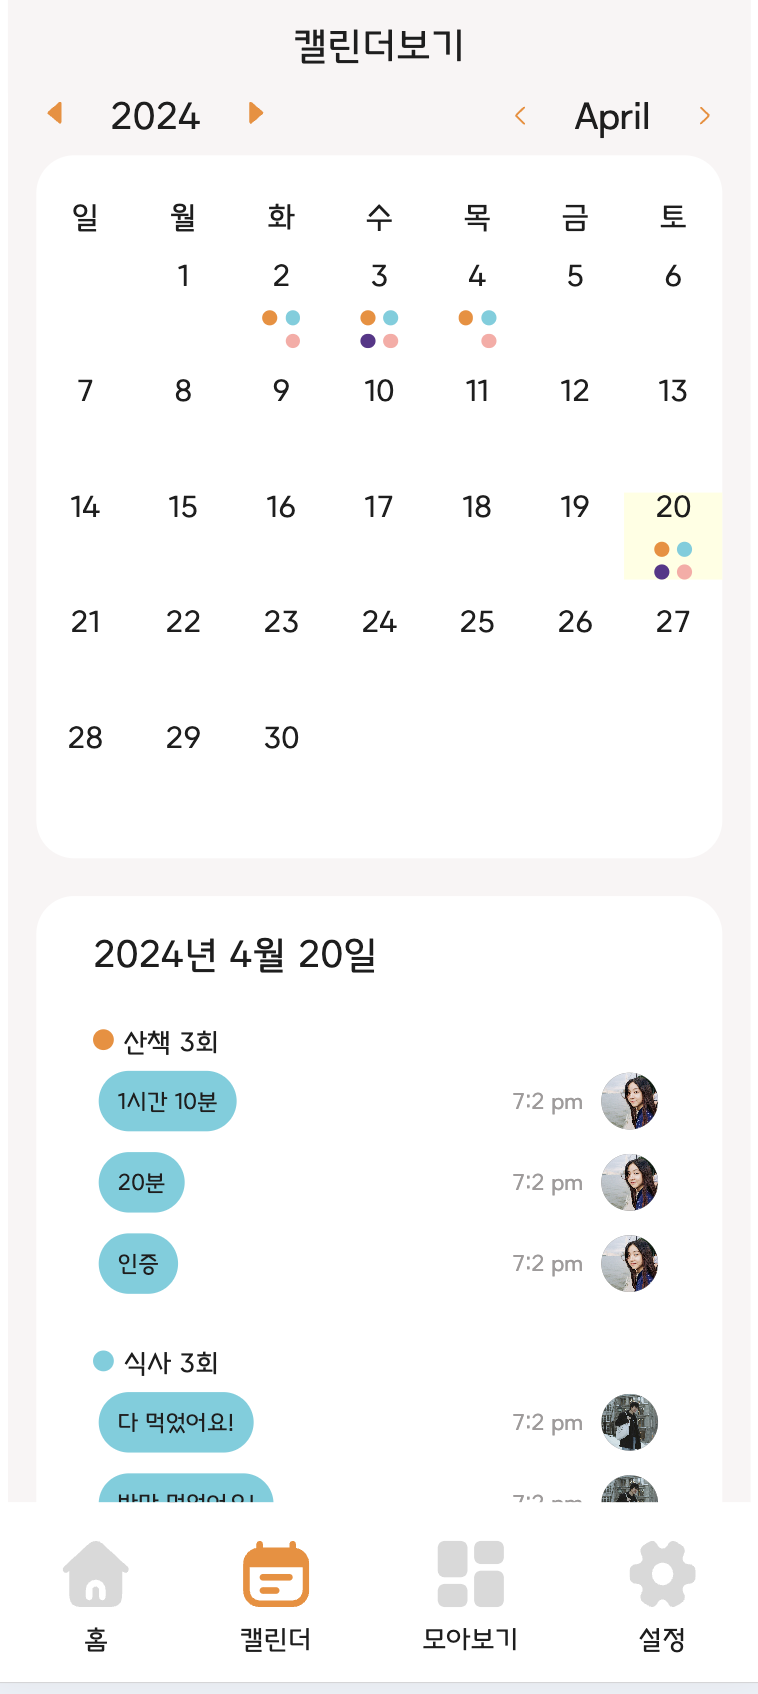 캘린더보기
2024 April
일 월 화 수 목 금 토
1 2 3 4 5 6
7 8 9 10 11 12 13
14 15 16 17 18 19 20
21 22 23 24 25 26 27
28 29 30
2024년 4월 20일
산책 3회
1시간 10분 7:2 pm
20분 7:2 pm
인증 7:2 pm
식사 3회
다 먹었어요! 7:2 pm
홈 캘린더 모아보기 설정